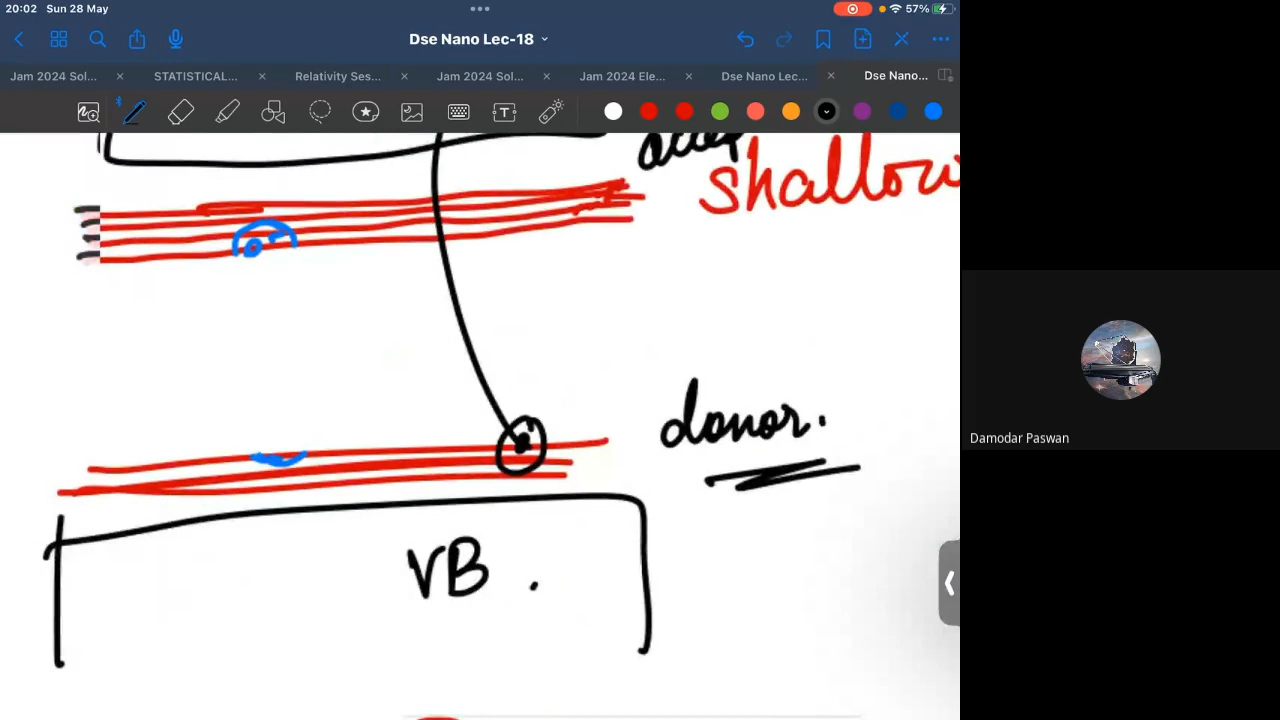 20:02 Sun 28 May
57%
Dse Nano Lec-18
Jam 2024 Sol...
STATISTICAL...
Relativity Ses...
Jam 2024 Sol...
Jam 2024 Ele...
Dse Nano Lec...
Dse Nano...
shallow
donor.
VB .
Damodar Paswan